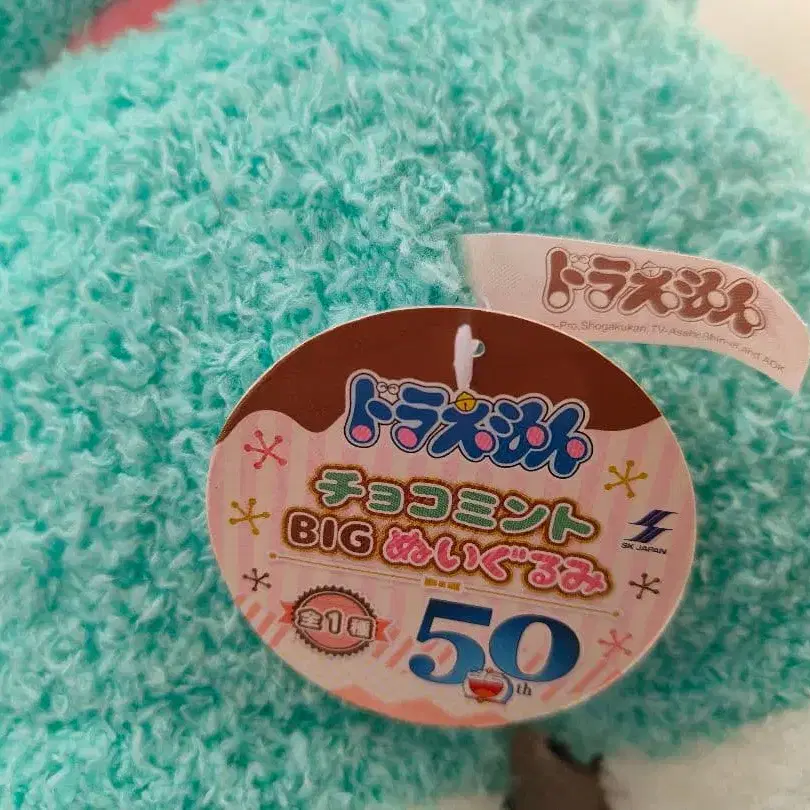 ドラえもん
Pro, Shogakukan, TV-Asahi, Shin-ei, and ADK
ドラえもん
チョコミント
BIG ぬいぐるみ
SK JAPAN
全1種
50th